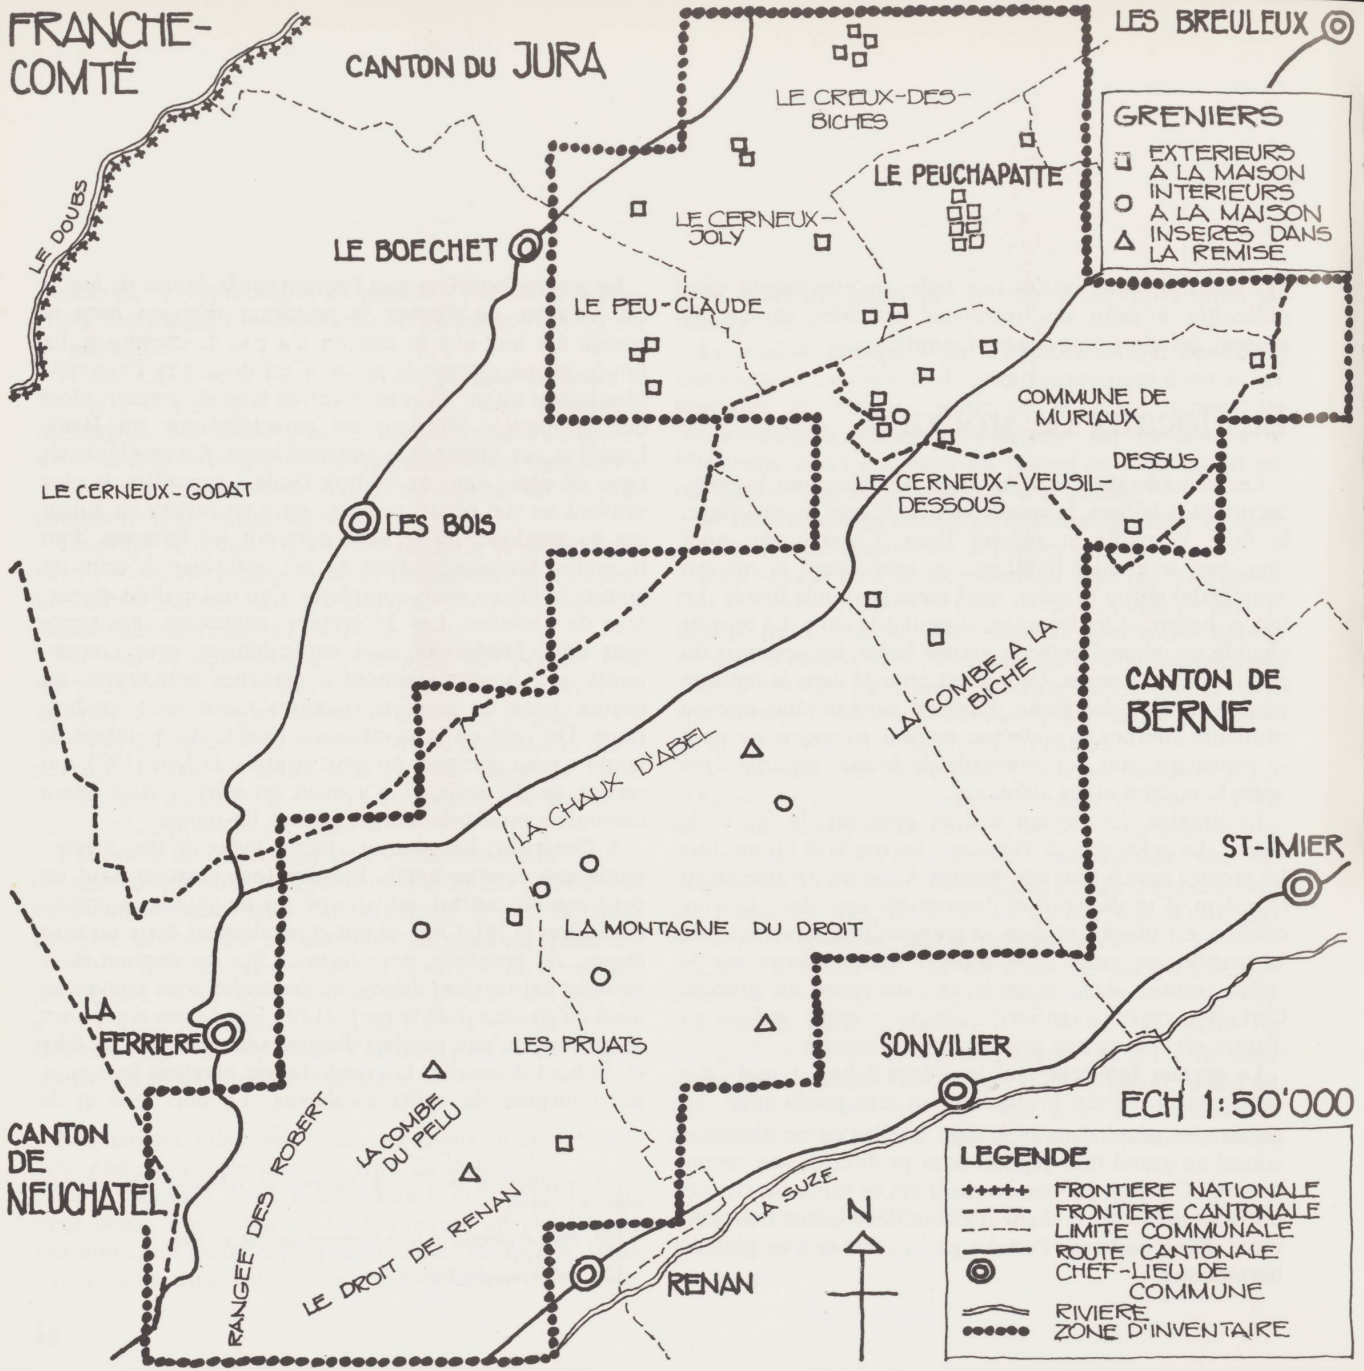 FRANCHE-
COMTÉ
CANTON DU JURA
LES BREULEUX
LE DOUBS
LE CREUX-DES-
BICHES
GRENIERS
EXTERIEURS
A LA MAISON
INTERIEURS
A LA MAISON
INSERES DANS
LA REMISE
LE PEUCHAPATTE
LE CERNEUX-
JOLY
LE BOECHET
LE PEU-CLAUDE
COMMUNE DE
MURIAUX
DESSUS
LE CERNEUX-VEUSIL-
DESSOUS
LE CERNEUX-GODAT
LES BOIS
LA COMBE A LA
BICHE
CANTON DE
BERNE
LA CHAUX D'ABEL
ST-IMIER
LA MONTAGNE DU DROIT
LA
FERRIERE
LES PRUATS
SONVILIER
ECH 1:50'000
CANTON
DE
NEUCHATEL
RANGEE DES ROBERT
LA COMBE
DU PELU
LE DROIT DE RENAN
LA SUZE
RENAN
N
LEGENDE
FRONTIERE NATIONALE
FRONTIERE CANTONALE
LIMITE COMMUNALE
ROUTE CANTONALE
CHEF-LIEU DE
COMMUNE
RIVIERE
ZONE D'INVENTAIRE